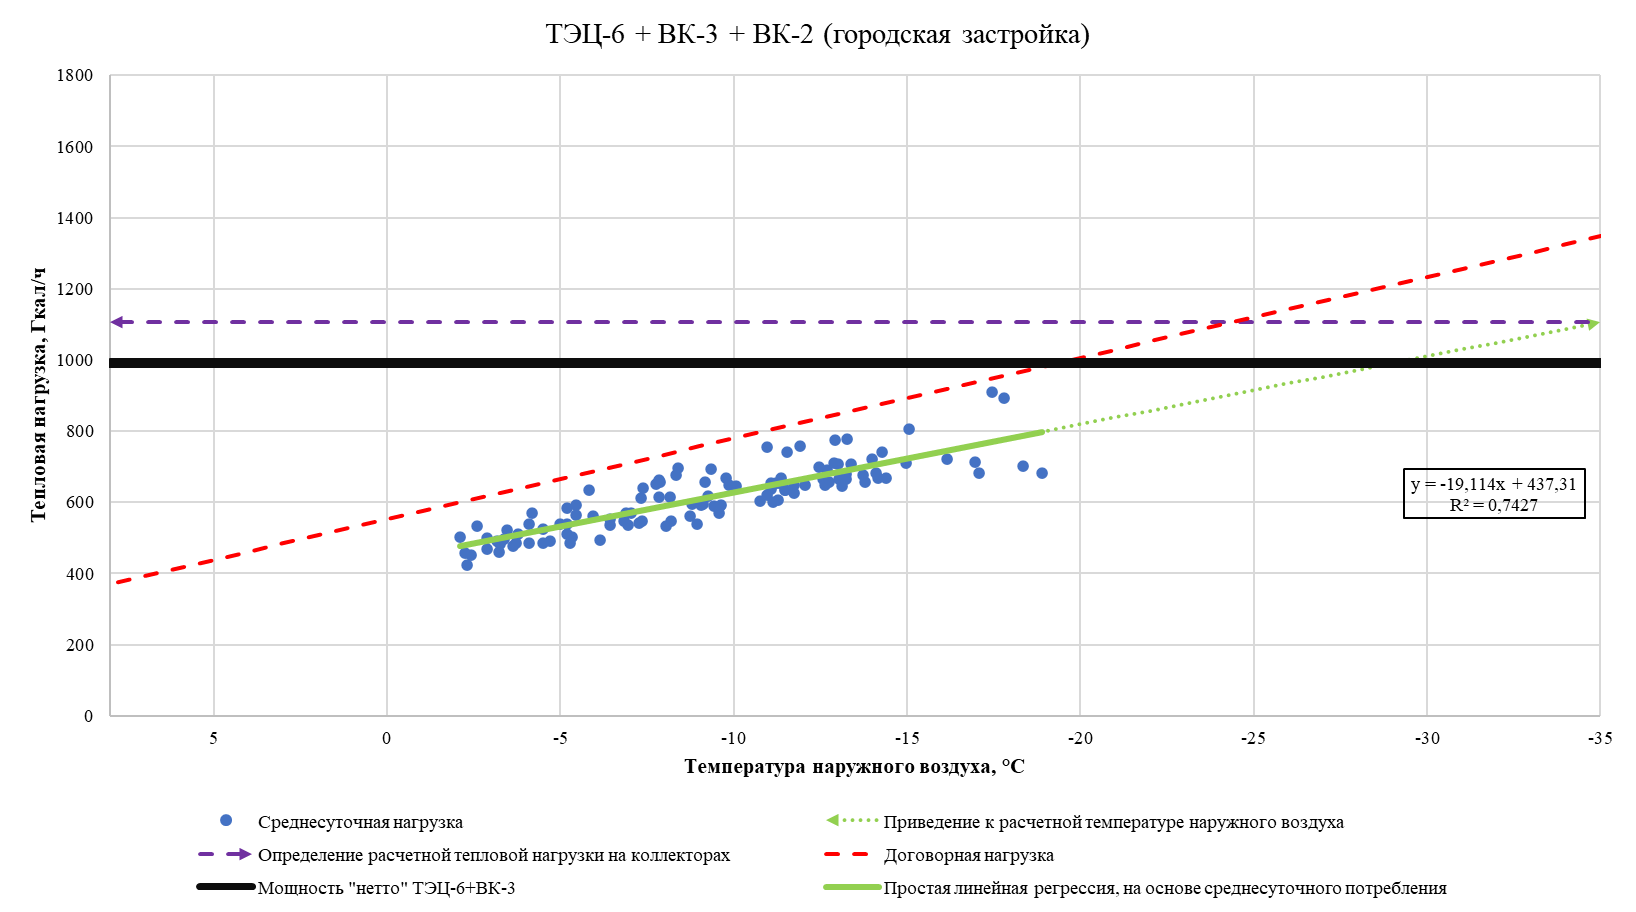 ТЭЦ-6 + ВК-3 + ВК-2 (городская застройка)
Тепловая нагрузка, Гкал/ч
1800
1600
1400
1200
1000
800
600
400
200
0
y = -19,114x + 437,31
R² = 0,7427
5 0 -5 -10 -15 -20 -25 -30 -35
Температура наружного воздуха, °С
Среднесуточная нагрузка
Приведение к расчетной температуре наружного воздуха
Определение расчетной тепловой нагрузки на коллекторах
Договорная нагрузка
Мощность "нетто" ТЭЦ-6+ВК-3
Простая линейная регрессия, на основе среднесуточного потребления